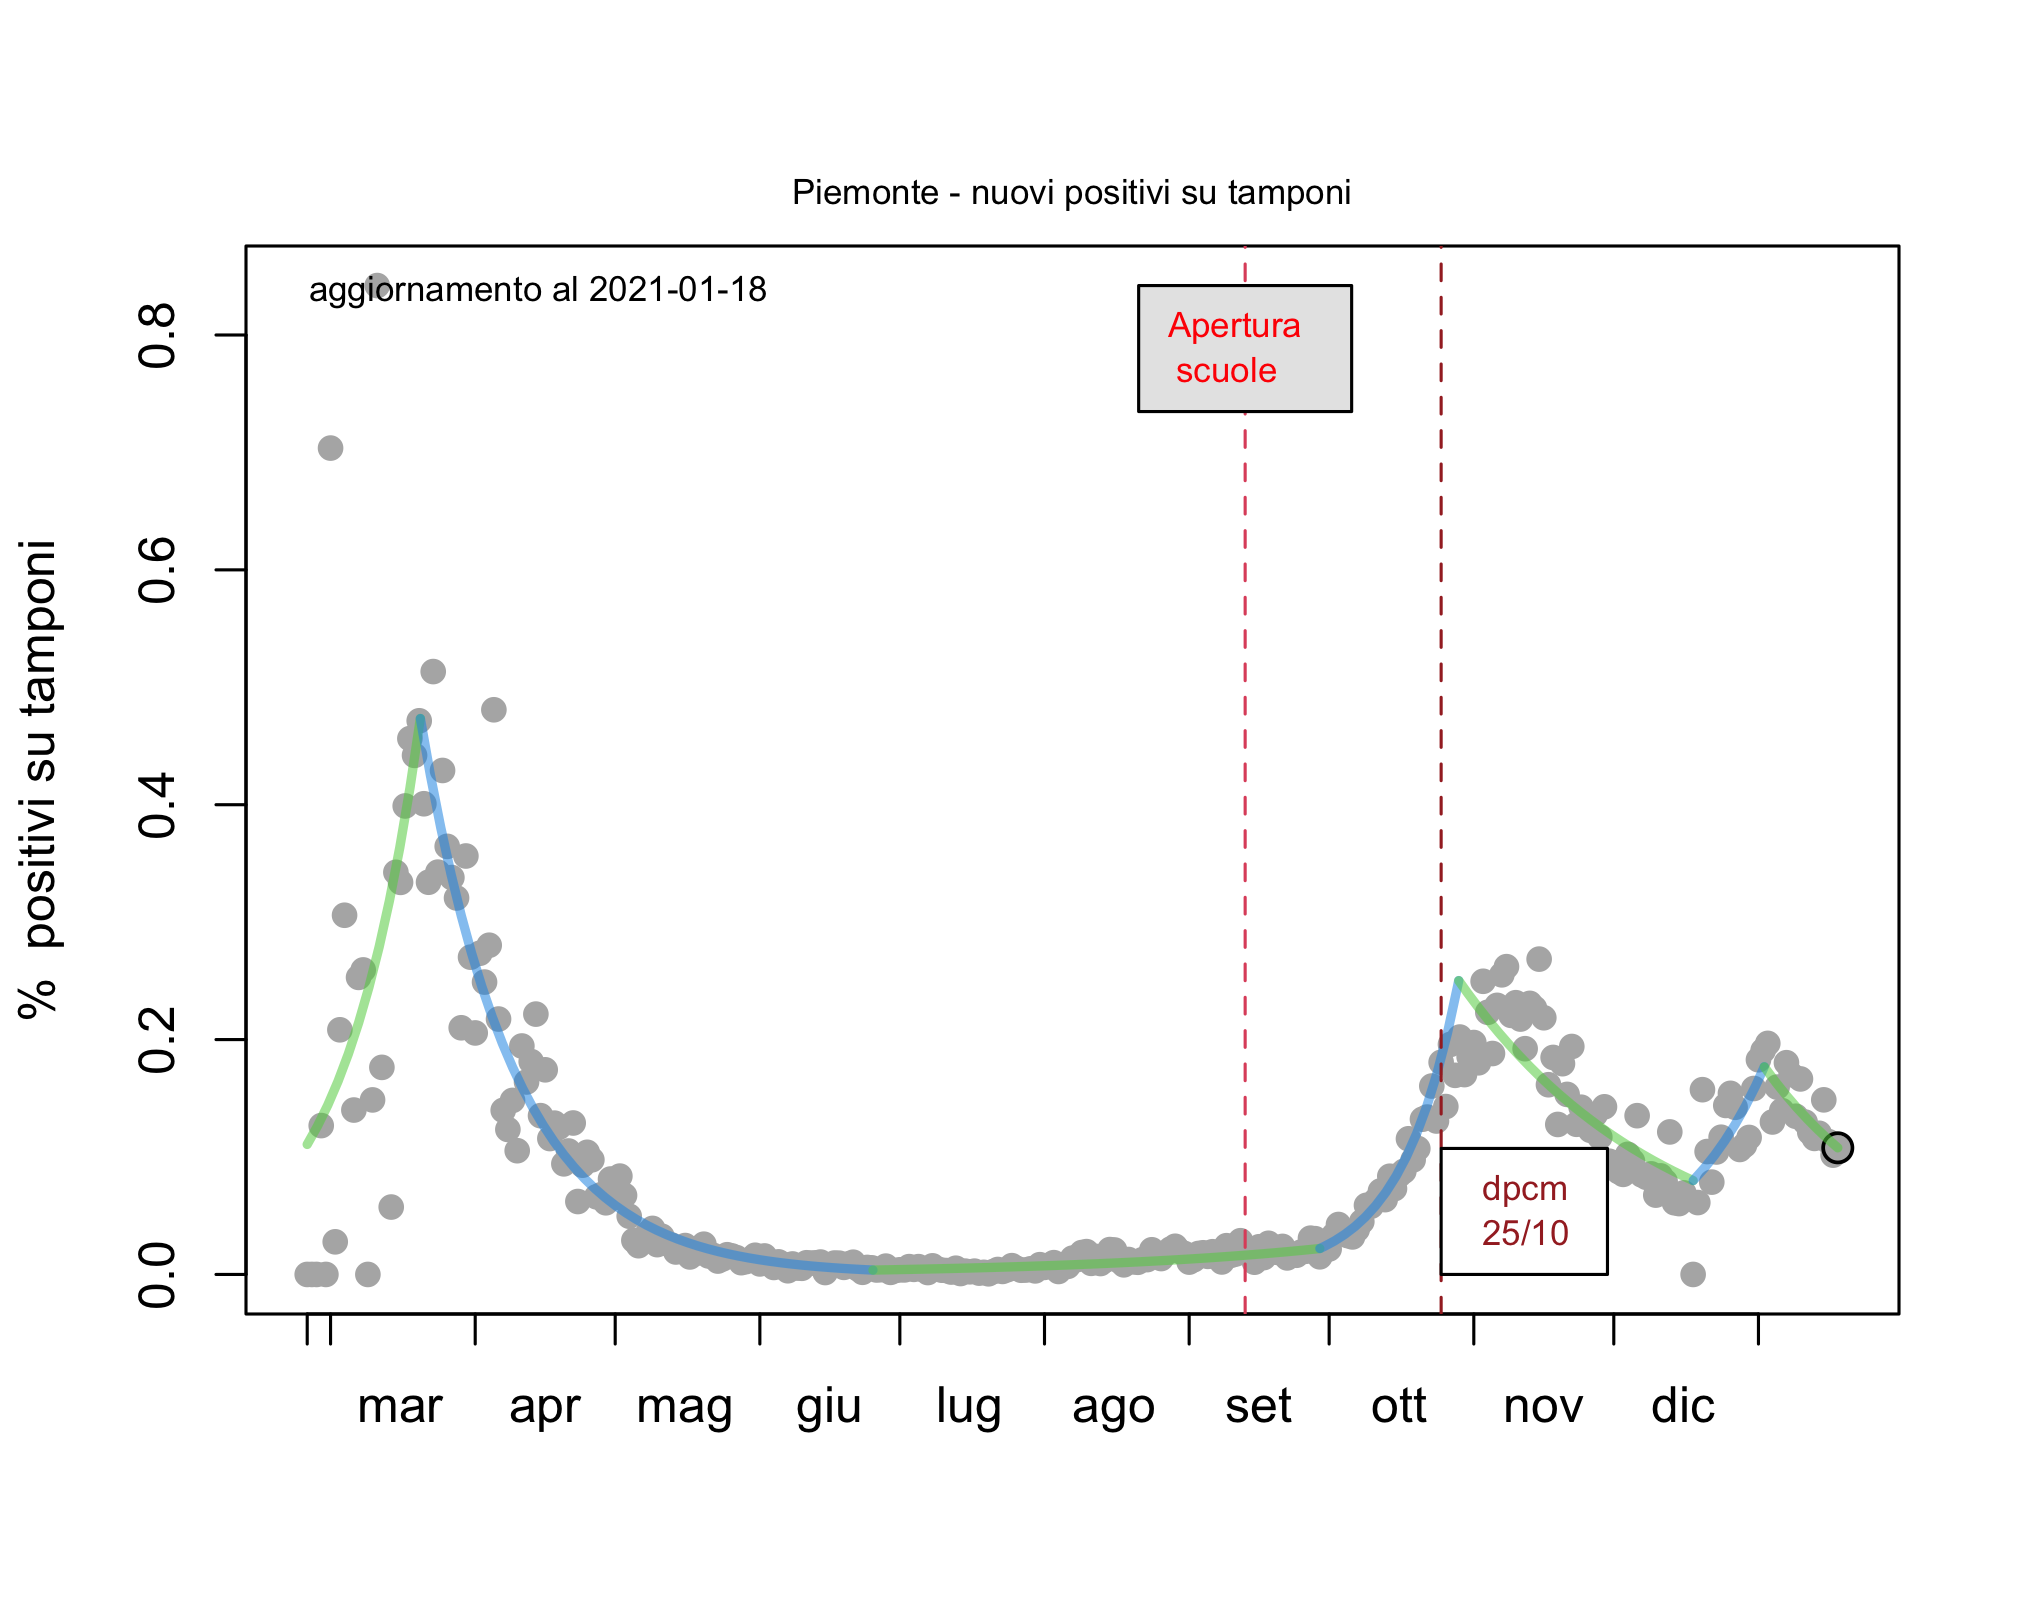 Piemonte - nuovi positivi su tamponi
aggiornamento al 2021-01-18
Apertura
scuole
dpcm
25/10
% positivi su tamponi
0.8
0.6
0.4
0.2
0.0
mar apr mag giu lug ago set ott nov dic